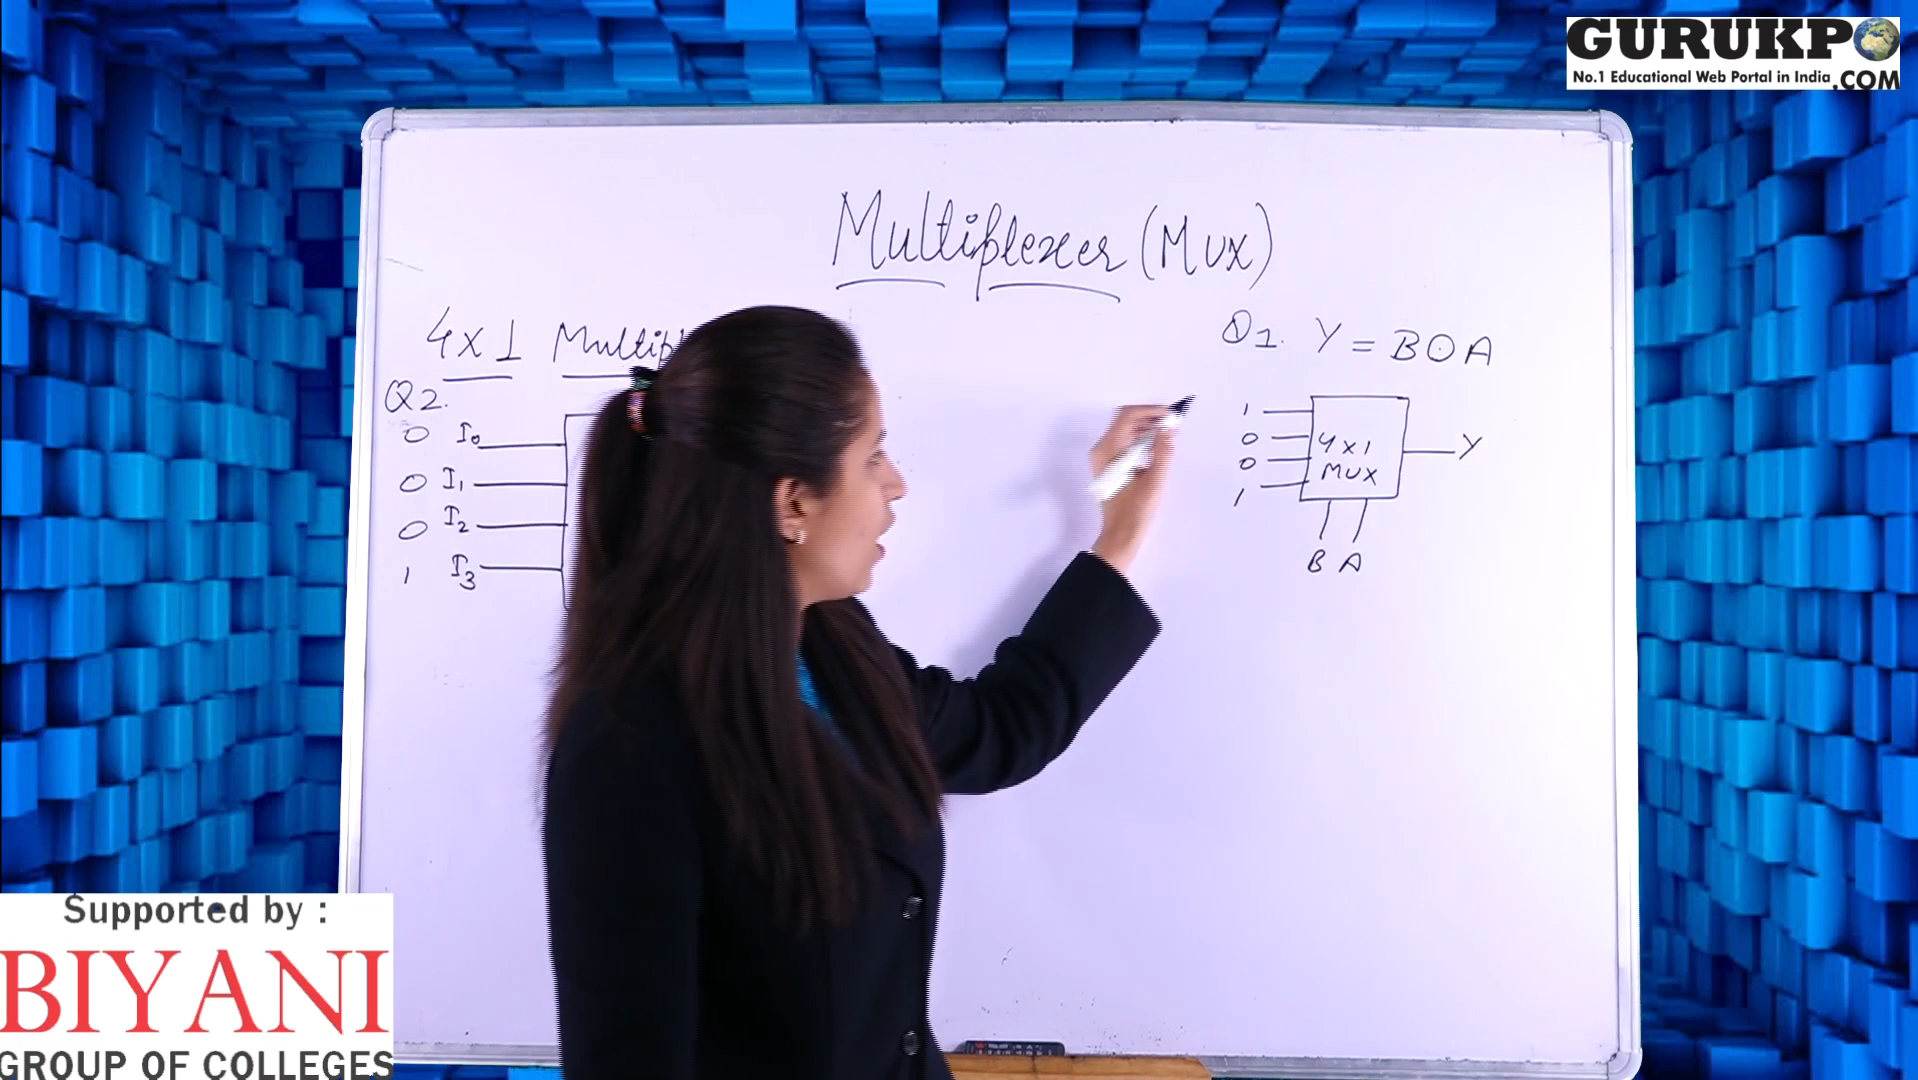 GURUKPO
No.1 Educational Web Portal in India .COM
Multiplexer (Mux)
4x1 Multipl
Q2.
0 I0
0 I1
0 I2
1 I3
Q1. Y = B⊙A
1
0
0
1
4x1
MUX
Y
B A
Supported by :
BIYANI
GROUP OF COLLEGES